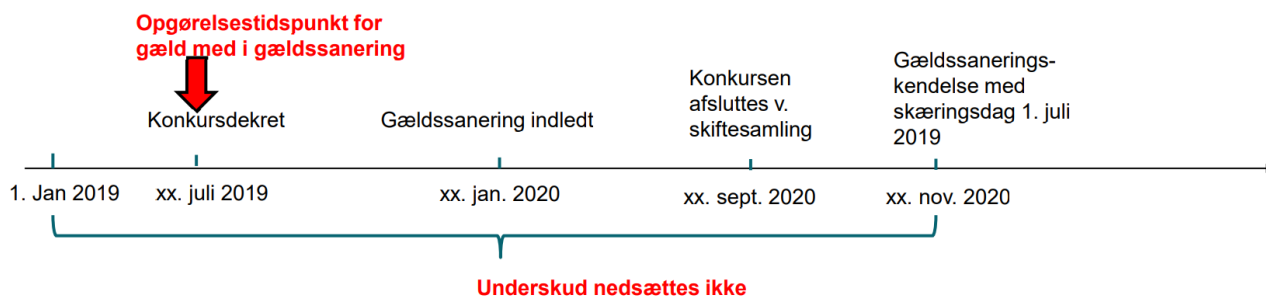 Opgørelsestidspunkt for
gæld med i gældssanering
Konkursdekret
Gældssanering indledt
Konkursen
afsluttes v.
skiftesamling
Gældssanerings-
kendelse med
skæringsdag 1. juli
2019
1. Jan 2019
xx. juli 2019
xx. jan. 2020
xx. sept. 2020
xx. nov. 2020
Underskud nedsættes ikke